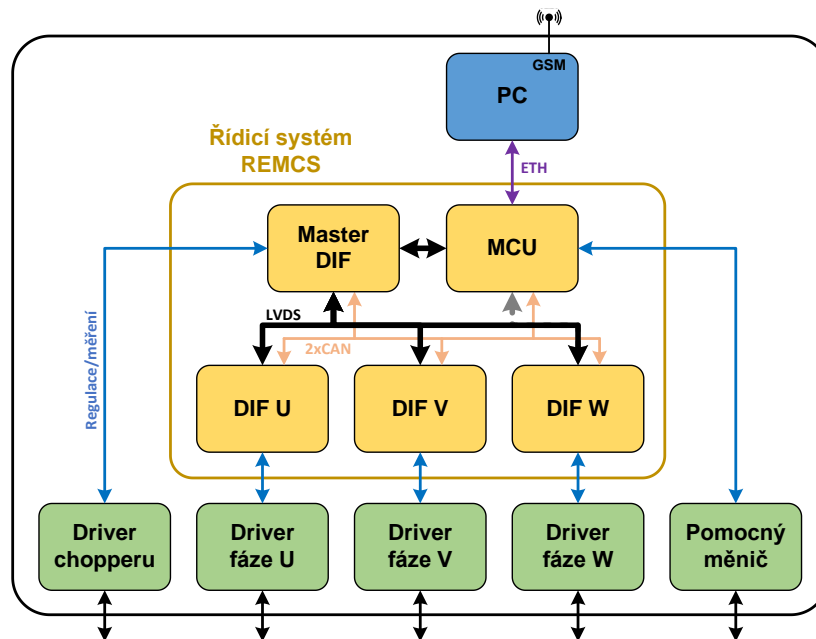 GSM
PC
Řídicí systém
REMCS
ETH
Master
DIF
MCU
LVDS
2xCAN
Regulace/měření
DIF U
DIF V
DIF W
Driver
chopperu
Driver
fáze U
Driver
fáze V
Driver
fáze W
Pomocný
měnič